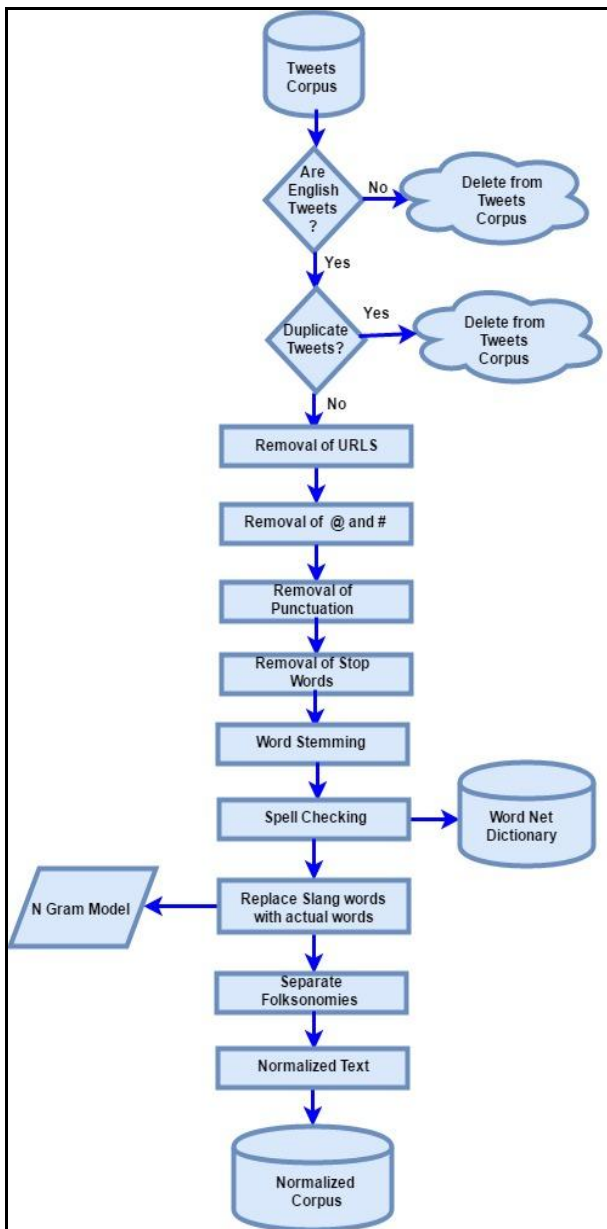 Tweets
Corpus
Are
English
Tweets
?
No
Delete from
Tweets
Corpus
Yes
Duplicate
Tweets?
Yes
Delete from
Tweets
Corpus
No
Removal of URLS
Removal of @ and #
Removal of
Punctuation
Removal of Stop
Words
Word Stemming
Spell Checking
Word Net
Dictionary
N Gram Model
Replace Slang words
with actual words
Separate
Folksonomies
Normalized Text
Normalized
Corpus